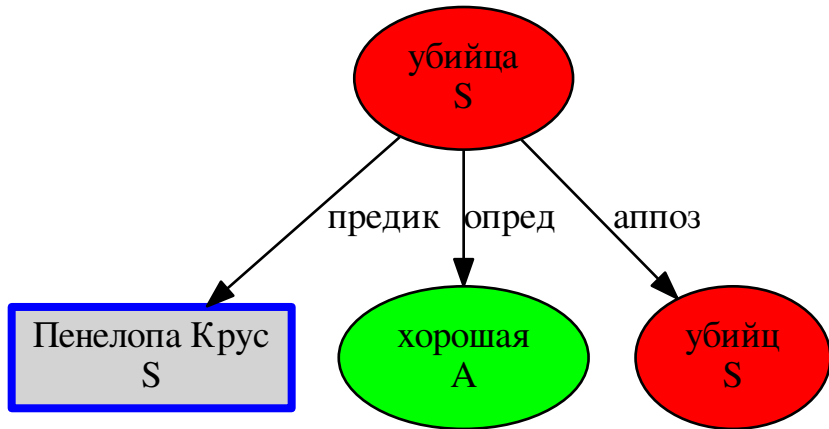 убийца
S
предик
опред
аппоз
Пенелопа Крус
S
хорошая
A
убийц
S